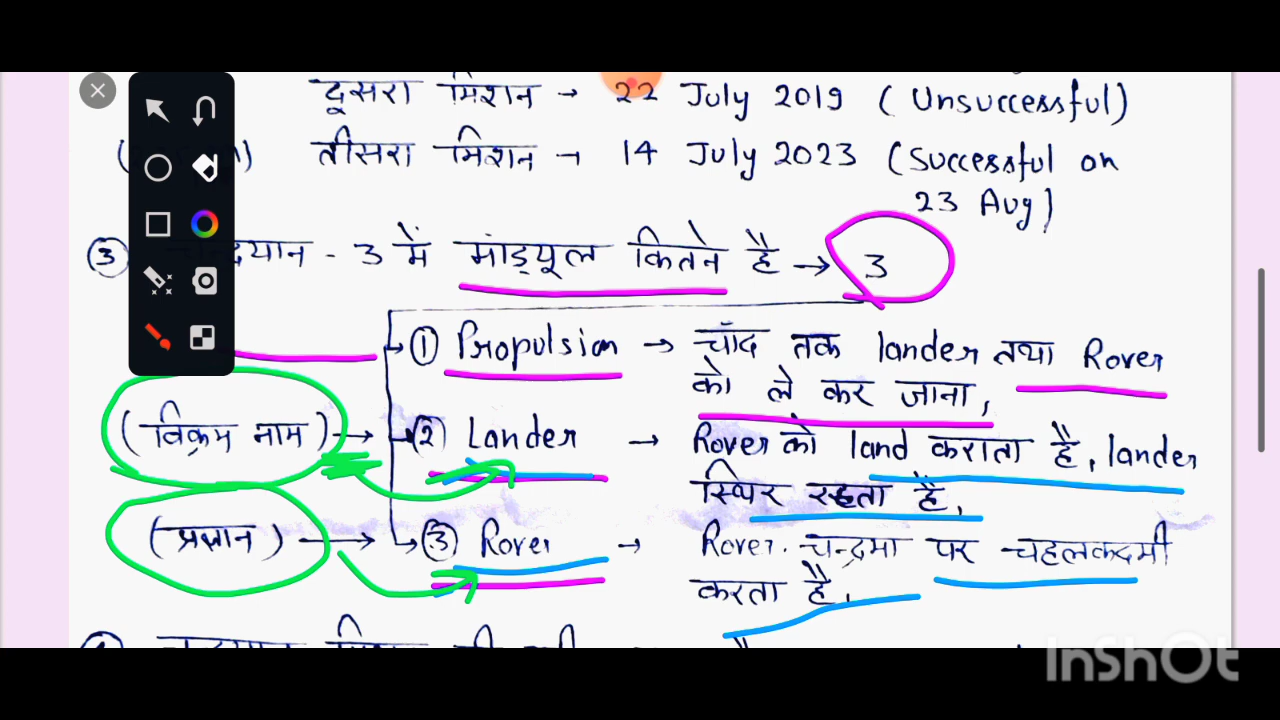 दूसरा मिशन → 22 July 2019 (Unsuccessful)
तीसरा मिशन → 14 July 2023 (Successful on
23 Aug)
③ चन्द्रयान - 3 में मांड्यूल कितने है → 3
① Propulsion → चाँद तक lander तथा Rover
को ले कर जाना,
(विक्रम नाम) → ② Lander → Rover को land कराता है, lander
स्थिर रहता है,
(प्रज्ञान) → ③ Rover → Rover. चन्द्रमा पर चहलकदमी
करता है,
InShOt